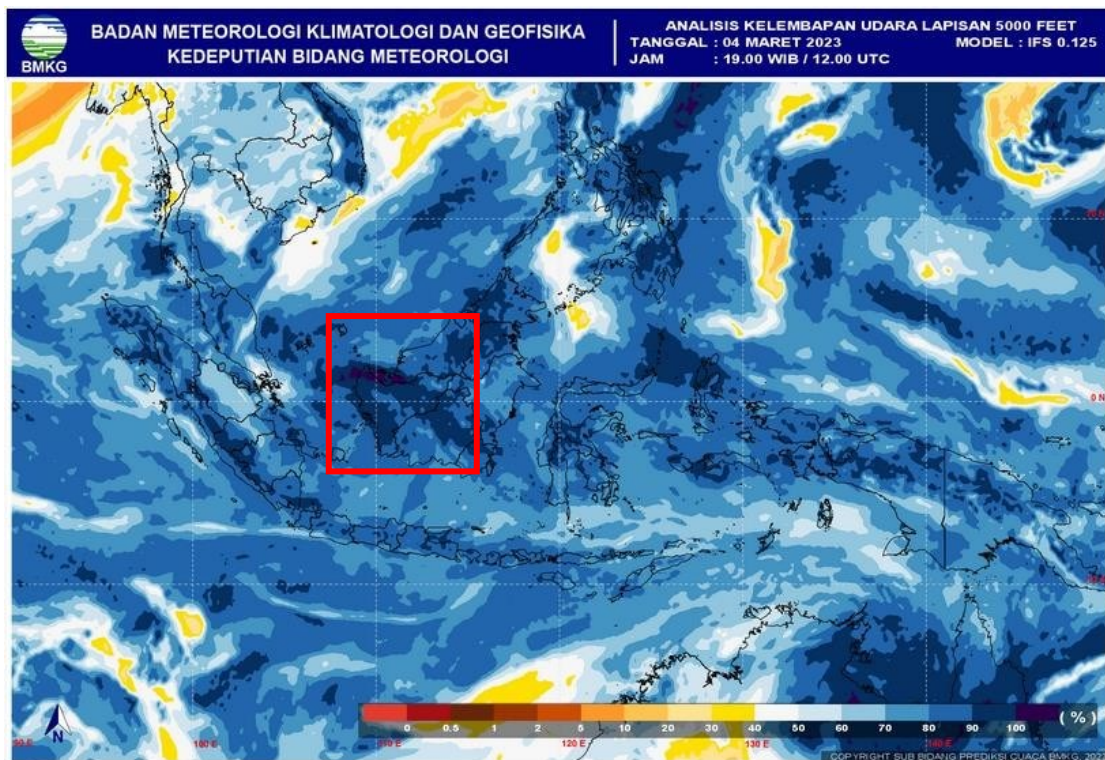 BMKG
BADAN METEOROLOGI KLIMATOLOGI DAN GEOFISIKA
KEDEPUTIAN BIDANG METEOROLOGI
ANALISIS KELEMBAPAN UDARA LAPISAN 5000 FEET
TANGGAL : 04 MARET 2023 MODEL : IFS 0.125
JAM : 19.00 WIB / 12.00 UTC
0 N
0 0.5 1 2 5 10 20 30 40 50 60 70 80 90 100 ( % )
N
100 E 120 E 130 E 140 E